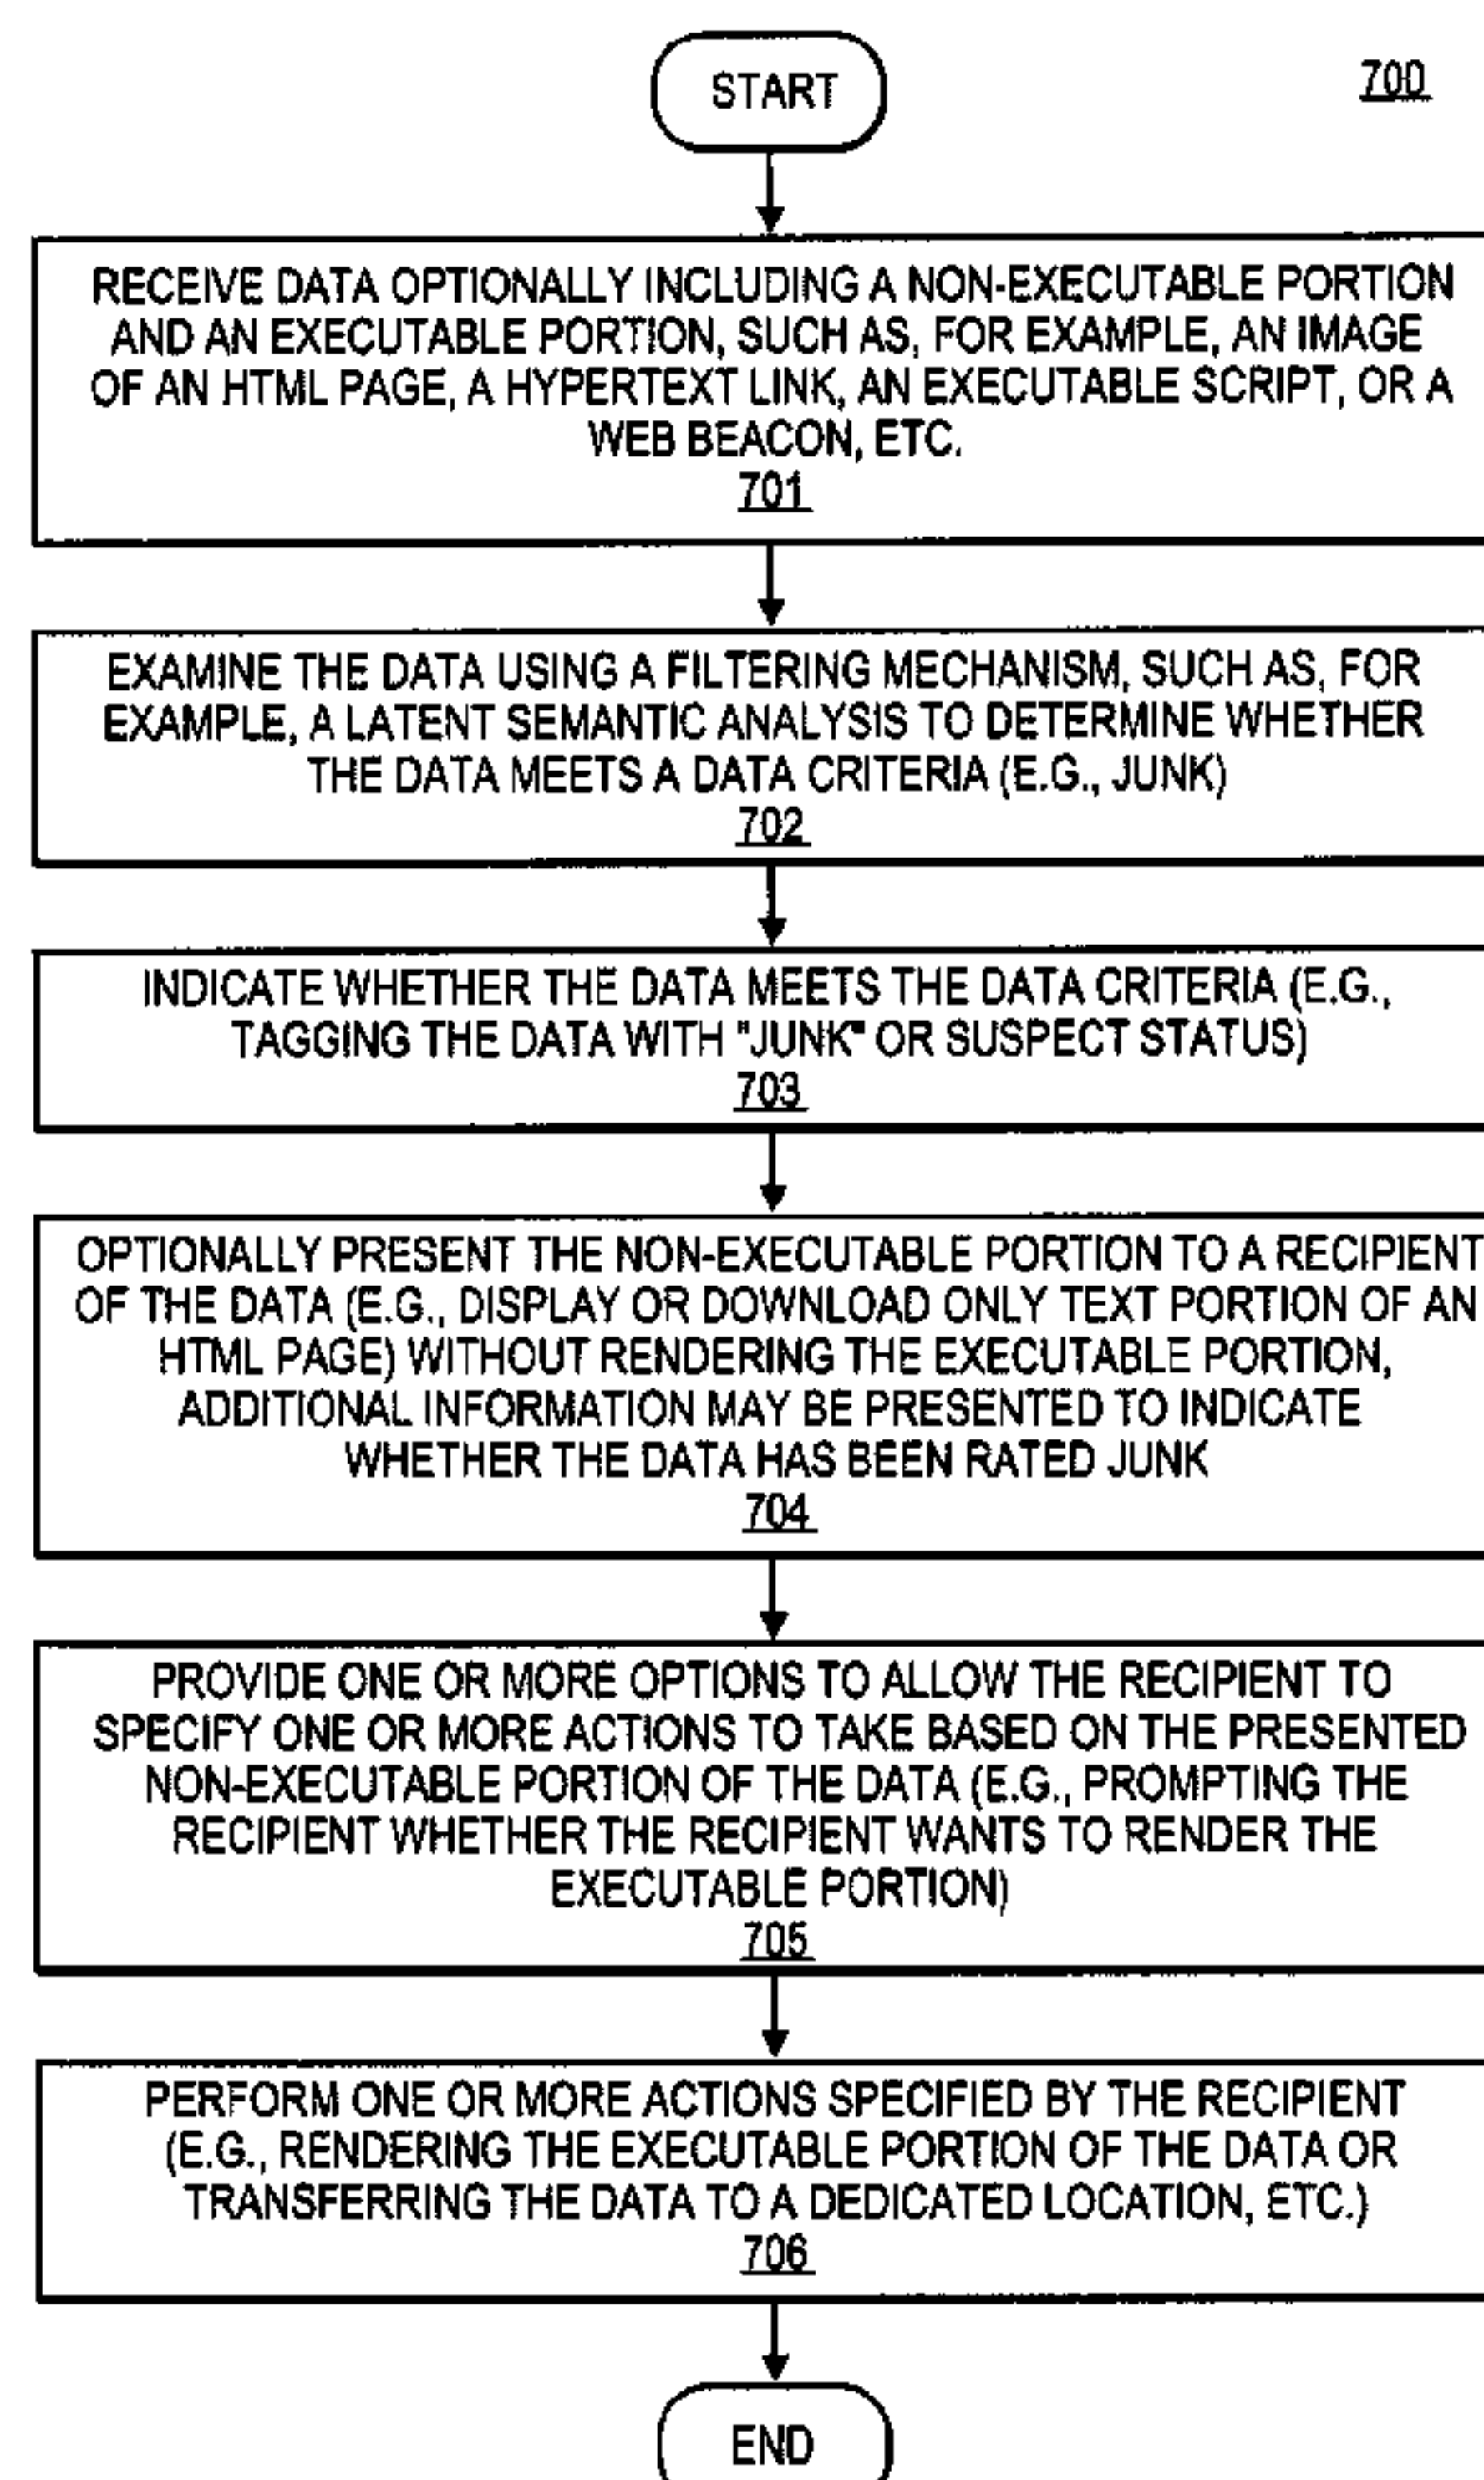 START
700
RECEIVE DATA OPTIONALLY INCLUDING A NON-EXECUTABLE PORTION
AND AN EXECUTABLE PORTION, SUCH AS, FOR EXAMPLE, AN IMAGE
OF AN HTML PAGE, A HYPERTEXT LINK, AN EXECUTABLE SCRIPT, OR A
WEB BEACON, ETC.
701
EXAMINE THE DATA USING A FILTERING MECHANISM, SUCH AS, FOR
EXAMPLE, A LATENT SEMANTIC ANALYSIS TO DETERMINE WHETHER
THE DATA MEETS A DATA CRITERIA (E.G., JUNK)
702
INDICATE WHETHER THE DATA MEETS THE DATA CRITERIA (E.G.,
TAGGING THE DATA WITH "JUNK" OR SUSPECT STATUS)
703
OPTIONALLY PRESENT THE NON-EXECUTABLE PORTION TO A RECIPIENT
OF THE DATA (E.G., DISPLAY OR DOWNLOAD ONLY TEXT PORTION OF AN
HTML PAGE) WITHOUT RENDERING THE EXECUTABLE PORTION,
ADDITIONAL INFORMATION MAY BE PRESENTED TO INDICATE
WHETHER THE DATA HAS BEEN RATED JUNK
704
PROVIDE ONE OR MORE OPTIONS TO ALLOW THE RECIPIENT TO
SPECIFY ONE OR MORE ACTIONS TO TAKE BASED ON THE PRESENTED
NON-EXECUTABLE PORTION OF THE DATA (E.G., PROMPTING THE
RECIPIENT WHETHER THE RECIPIENT WANTS TO RENDER THE
EXECUTABLE PORTION)
705
PERFORM ONE OR MORE ACTIONS SPECIFIED BY THE RECIPIENT
(E.G., RENDERING THE EXECUTABLE PORTION OF THE DATA OR
TRANSFERRING THE DATA TO A DEDICATED LOCATION, ETC.)
706
END